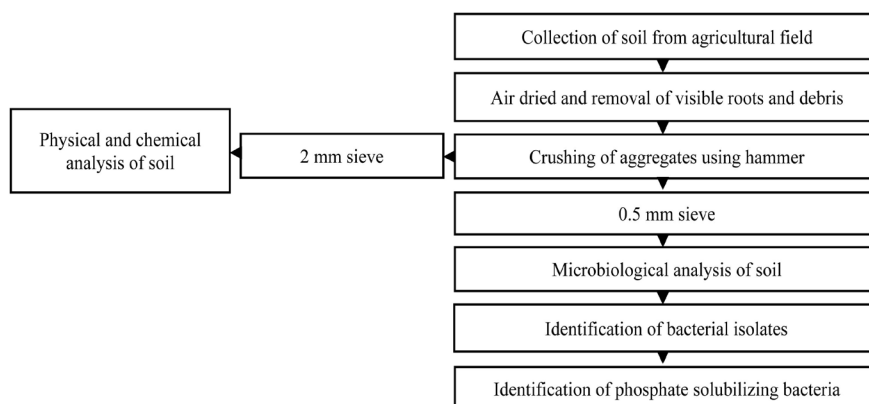 Collection of soil from agricultural field
Air dried and removal of visible roots and debris
Physical and chemical
analysis of soil
2 mm sieve
Crushing of aggregates using hammer
0.5 mm sieve
Microbiological analysis of soil
Identification of bacterial isolates
Identification of phosphate solubilizing bacteria